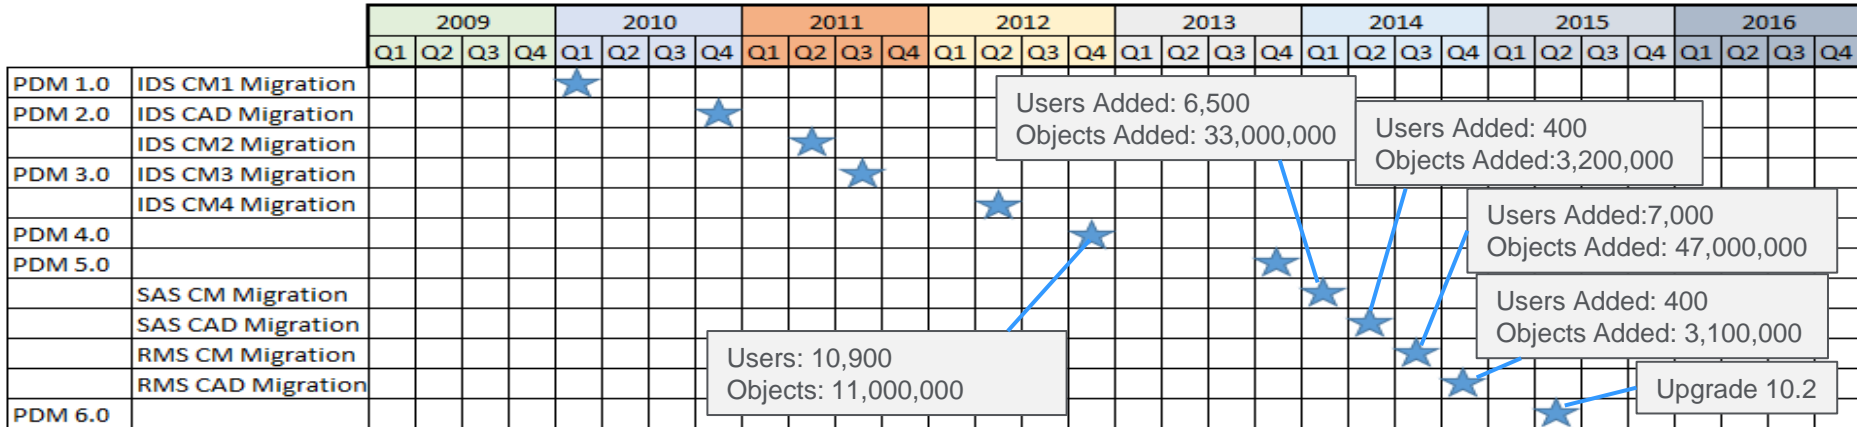 2009 2010 2011 2012 2013 2014 2015 2016
Q1 Q2 Q3 Q4 Q1 Q2 Q3 Q4 Q1 Q2 Q3 Q4 Q1 Q2 Q3 Q4 Q1 Q2 Q3 Q4 Q1 Q2 Q3 Q4 Q1 Q2 Q3 Q4 Q1 Q2 Q3 Q4
PDM 1.0 IDS CM1 Migration
PDM 2.0 IDS CAD Migration
IDS CM2 Migration
PDM 3.0 IDS CM3 Migration
IDS CM4 Migration
PDM 4.0
PDM 5.0
SAS CM Migration
SAS CAD Migration
RMS CM Migration
RMS CAD Migration
PDM 6.0
Users Added: 6,500
Objects Added: 33,000,000
Users Added: 400
Objects Added:3,200,000
Users Added:7,000
Objects Added: 47,000,000
Users Added: 400
Objects Added: 3,100,000
Users: 10,900
Objects: 11,000,000
Upgrade 10.2